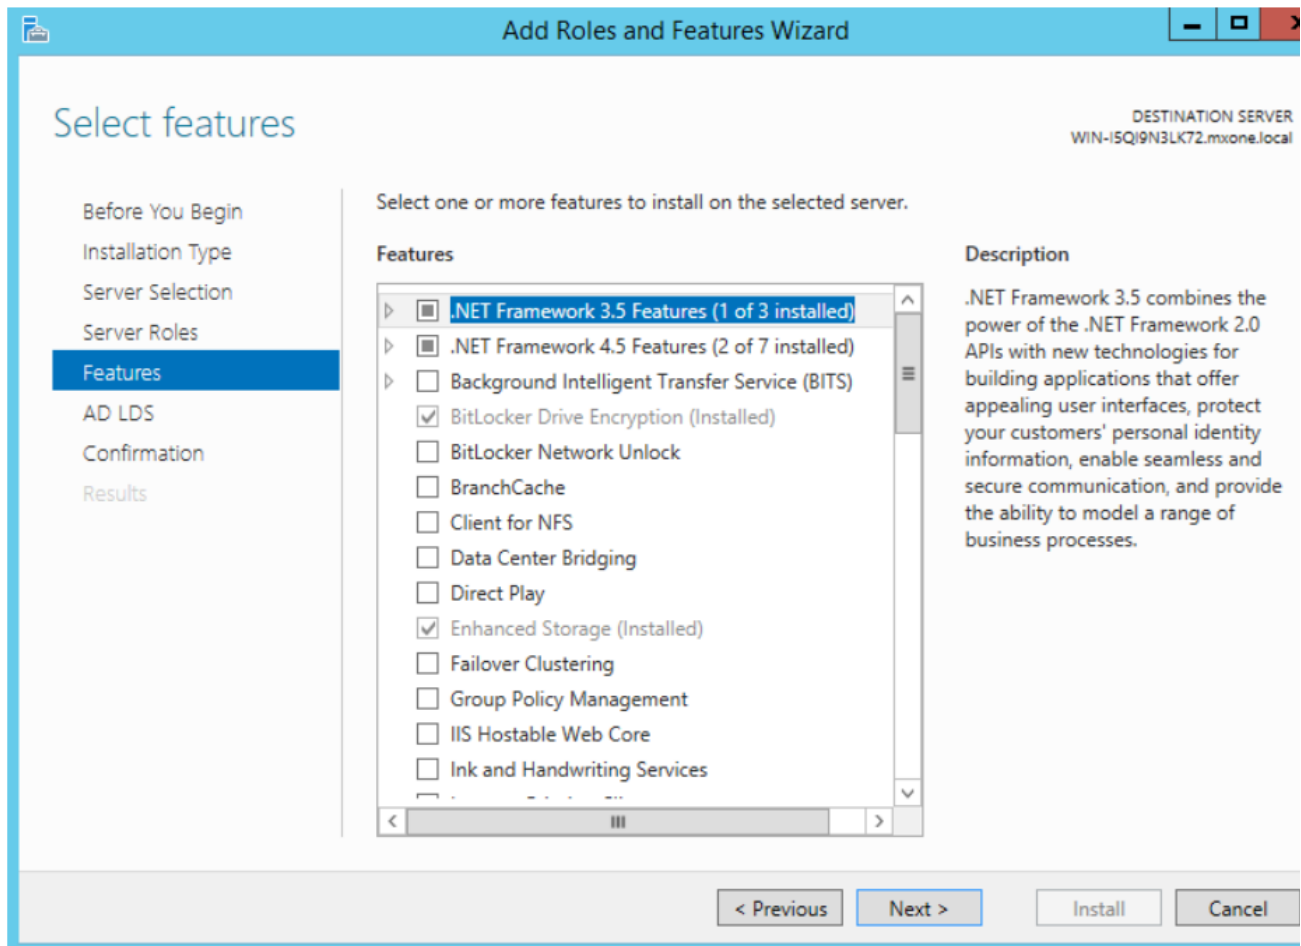 Add Roles and Features Wizard
Select features
DESTINATION SERVER
WIN-I5QI9N3LK72.mxone.local
Before You Begin
Installation Type
Server Selection
Server Roles
Features
AD LDS
Confirmation
Results
Select one or more features to install on the selected server.
Features
.NET Framework 3.5 Features (1 of 3 installed)
.NET Framework 4.5 Features (2 of 7 installed)
Background Intelligent Transfer Service (BITS)
BitLocker Drive Encryption (Installed)
BitLocker Network Unlock
BranchCache
Client for NFS
Data Center Bridging
Direct Play
Enhanced Storage (Installed)
Failover Clustering
Group Policy Management
IIS Hostable Web Core
Ink and Handwriting Services
Description
.NET Framework 3.5 combines the
power of the .NET Framework 2.0
APIs with new technologies for
building applications that offer
appealing user interfaces, protect
your customers' personal identity
information, enable seamless and
secure communication, and provide
the ability to model a range of
business processes.
< Previous
Next >
Install
Cancel